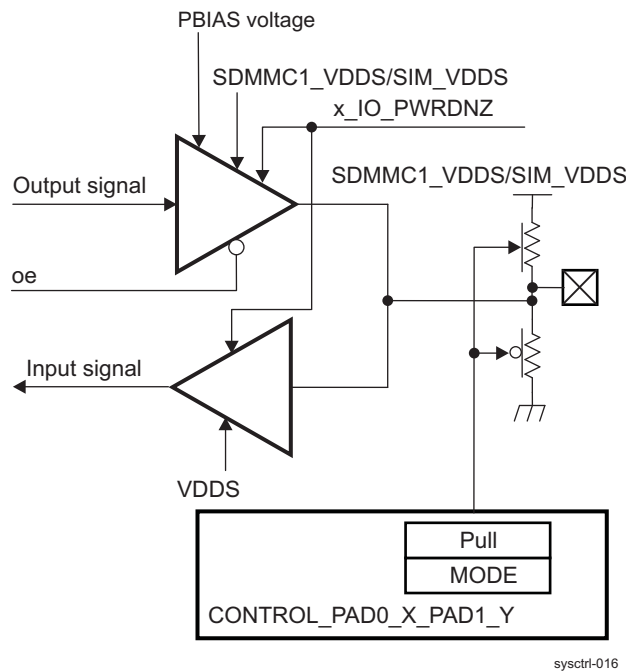 PBIAS voltage
SDMMC1_VDDS/SIM_VDDS
x_IO_PWRDNZ
SDMMC1_VDDS/SIM_VDDS
Output signal
oe
Input signal
VDDS
Pull
MODE
CONTROL_PAD0_X_PAD1_Y
sysctrl-016